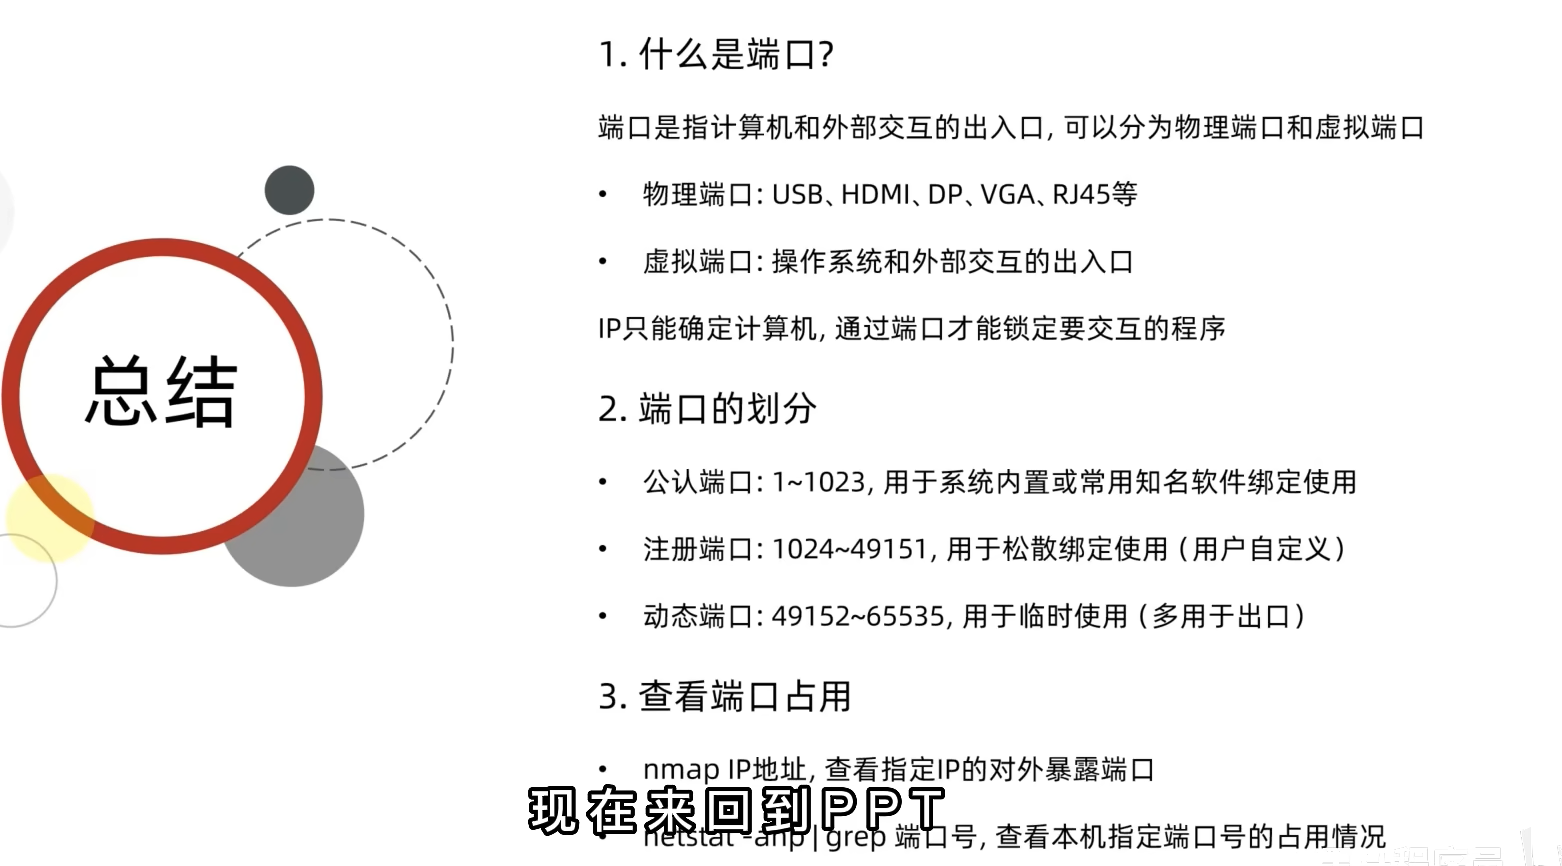 总结
1. 什么是端口?
端口是指计算机和外部交互的出入口, 可以分为物理端口和虚拟端口
• 物理端口: USB、HDMI、DP、VGA、RJ45等
• 虚拟端口: 操作系统和外部交互的出入口
IP只能确定计算机, 通过端口才能锁定要交互的程序
2. 端口的划分
• 公认端口: 1~1023, 用于系统内置或常用知名软件绑定使用
• 注册端口: 1024~49151, 用于松散绑定使用 (用户自定义)
• 动态端口: 49152~65535, 用于临时使用 (多用于出口)
3. 查看端口占用
• nmap IP地址, 查看指定IP的对外暴露端口
现在来回到PPT
netstat -anp | grep 端口号, 查看本机指定端口号的占用情况